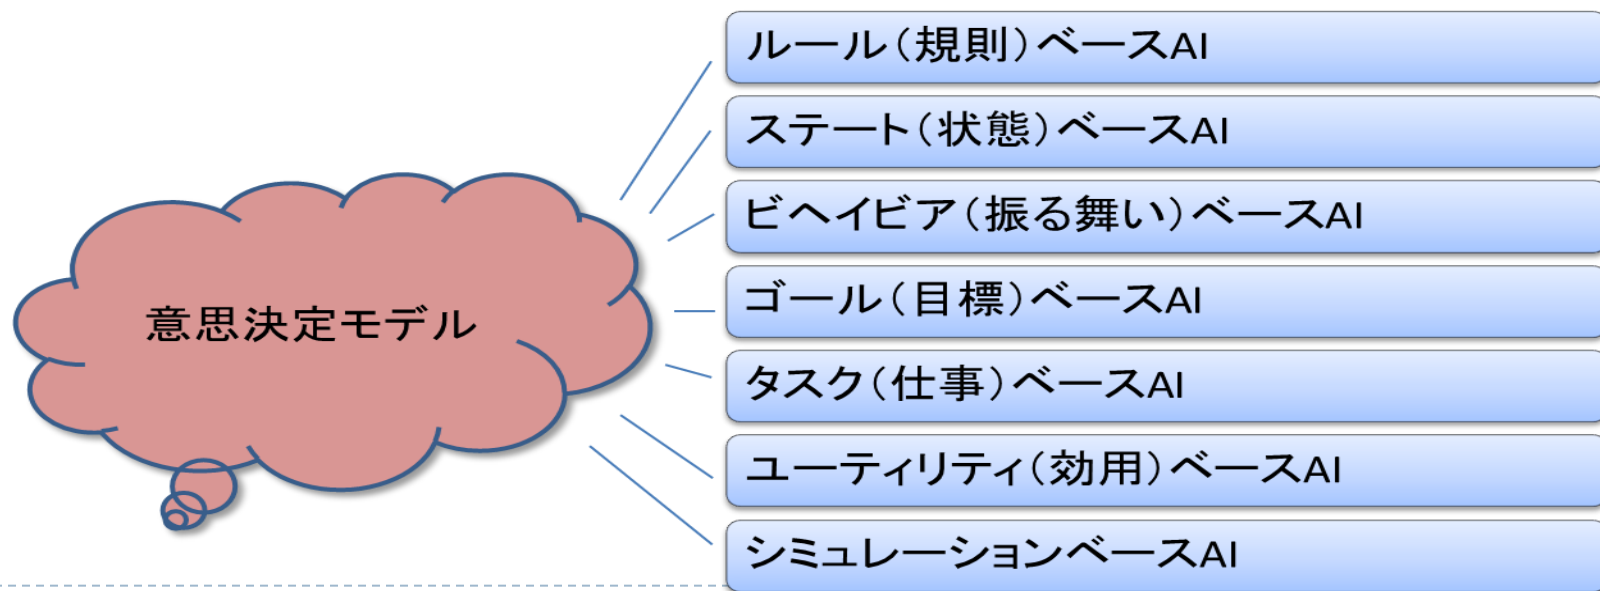 意思決定モデル
ルール（規則）ベースAI
ステート（状態）ベースAI
ビヘイビア（振る舞い）ベースAI
ゴール（目標）ベースAI
タスク（仕事）ベースAI
ユーティリティ（効用）ベースAI
シミュレーションベースAI